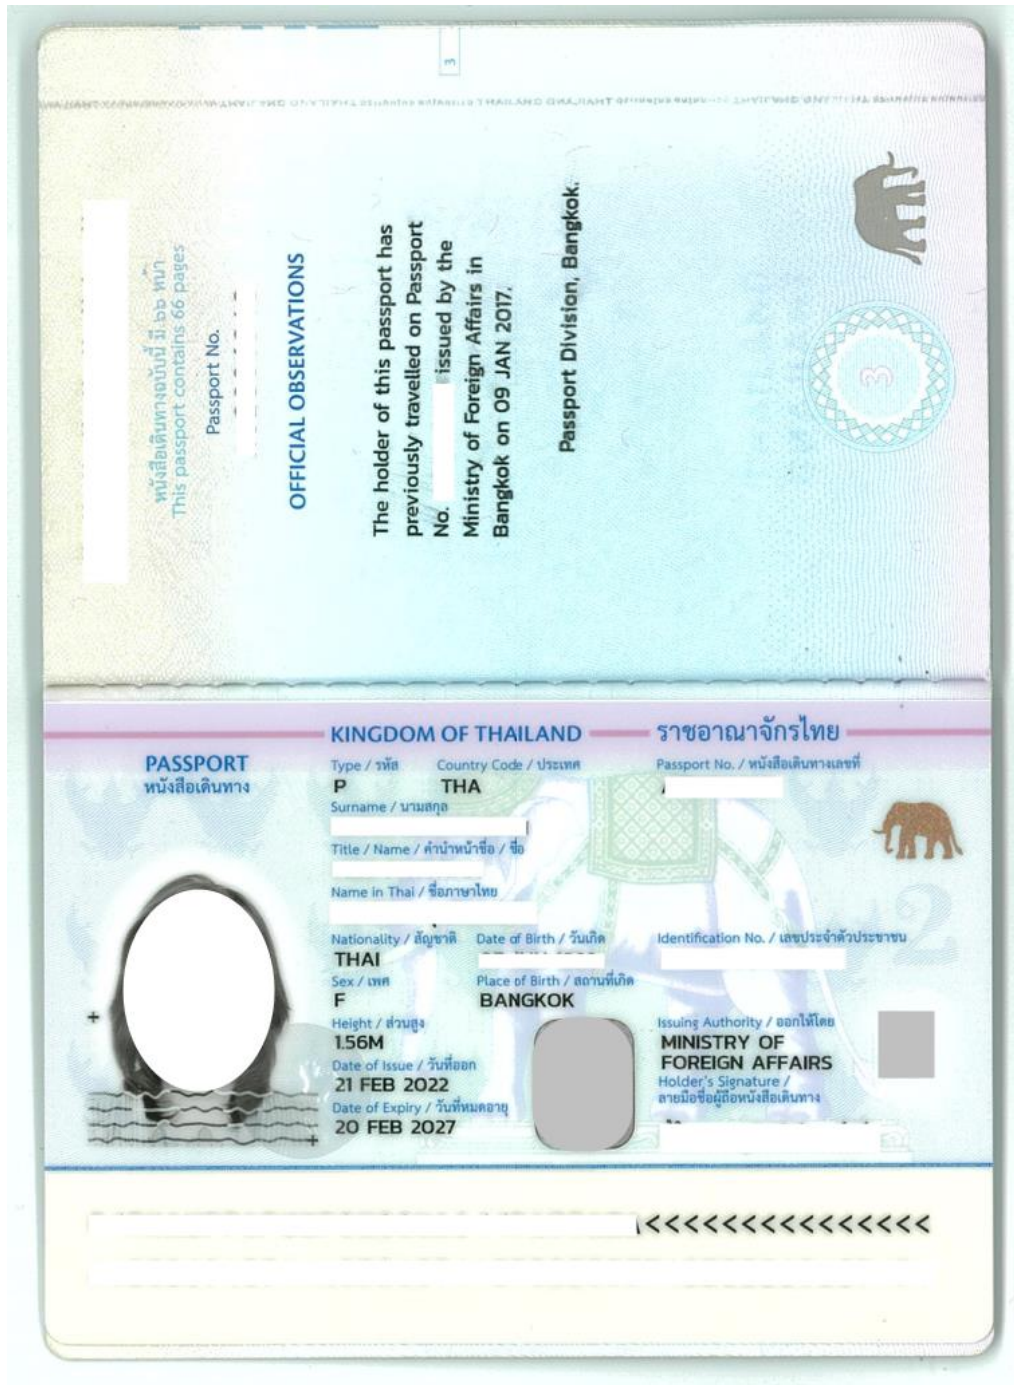 3
หนังสือเดินทางฉบับนี้ มี ๖๖ หน้า
This passport contains 66 pages
Passport No.
OFFICIAL OBSERVATIONS
The holder of this passport has
previously travelled on Passport
No. issued by the
Ministry of Foreign Affairs in
Bangkok on 09 JAN 2017.
Passport Division, Bangkok.
3
KINGDOM OF THAILAND ราชอาณาจักรไทย
PASSPORT
หนังสือเดินทาง
Type / รหัส Country Code / ประเทศ Passport No. / หนังสือเดินทางเลขที่
P THA
Surname / นามสกุล
Title / Name / คำนำหน้าชื่อ / ชื่อ
Name in Thai / ชื่อภาษาไทย
Nationality / สัญชาติ Date of Birth / วันเกิด Identification No. / เลขประจำตัวประชาชน
THAI
Sex / เพศ Place of Birth / สถานที่เกิด
F BANGKOK
Height / ส่วนสูง Issuing Authority / ออกให้โดย
1.56M MINISTRY OF
FOREIGN AFFAIRS
Date of Issue / วันที่ออก
21 FEB 2022
Holder's Signature /
ลายมือชื่อผู้ถือหนังสือเดินทาง
Date of Expiry / วันที่หมดอายุ
20 FEB 2027
2
<<<<<<<<<<<<<<<